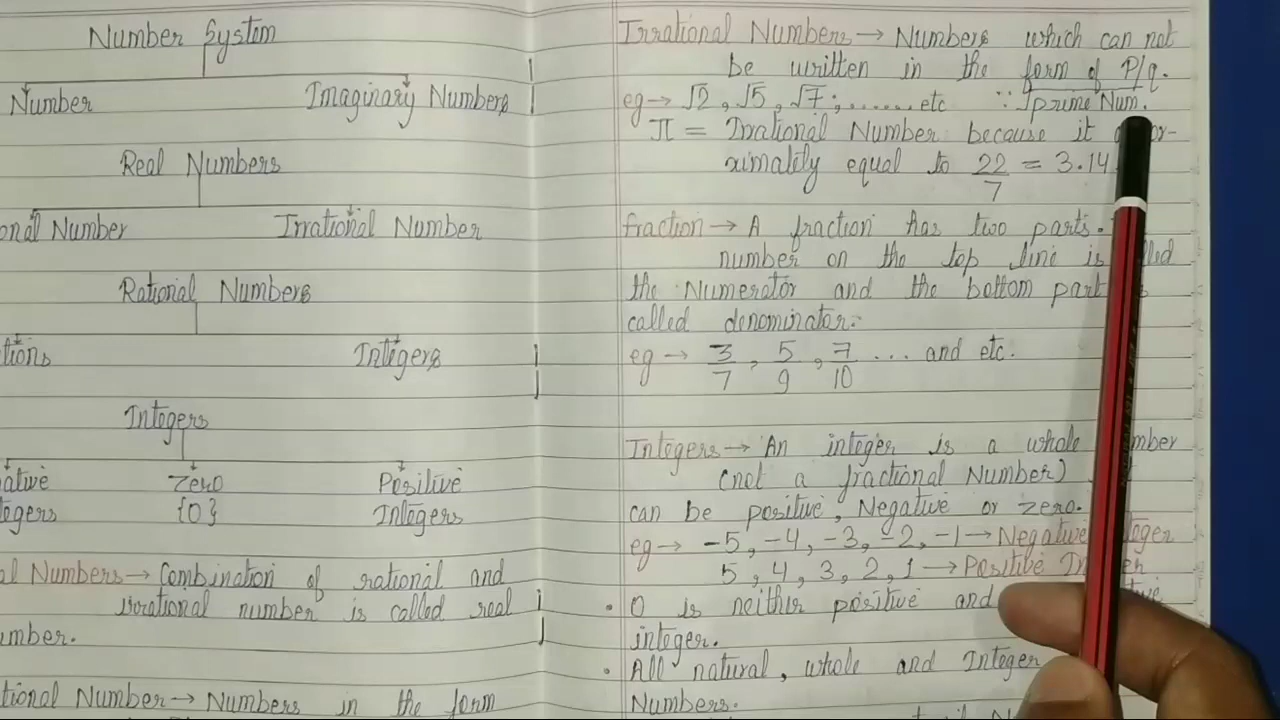 Number System
Number
Imaginary Numbers
Real Numbers
onal Number
Irrational Number
Rational Numbers
tions
Integers
Integers
ative
Zero
Positive
tegers
{0}
Integers
al Numbers → Combination of rational and
irrational number is called real
umber.
tional Number → Numbers in the form
Irrational Numbers → Numbers which can not
be written in the form of P/q.
eg → √2, √5, √7, ...... etc ∵ √prime Num.
π = Irrational Number because it
ximately equal to 22/7 = 3.14
fraction → A fraction has two parts.
number on the top line is
the Numerator and the bottom part
called denominator:
eg → 3/7, 5/9, 7/10 ... and etc.
Integers → An integer is a whole mber
(not a fractional Number)
can be positive, Negative or zero.
eg → -5, -4, -3, -2, -1 → Negative teger
5, 4, 3, 2, 1 → Positive In
• 0 is neither positive and
integer.
• All natural, whole and Integer
Numbers.